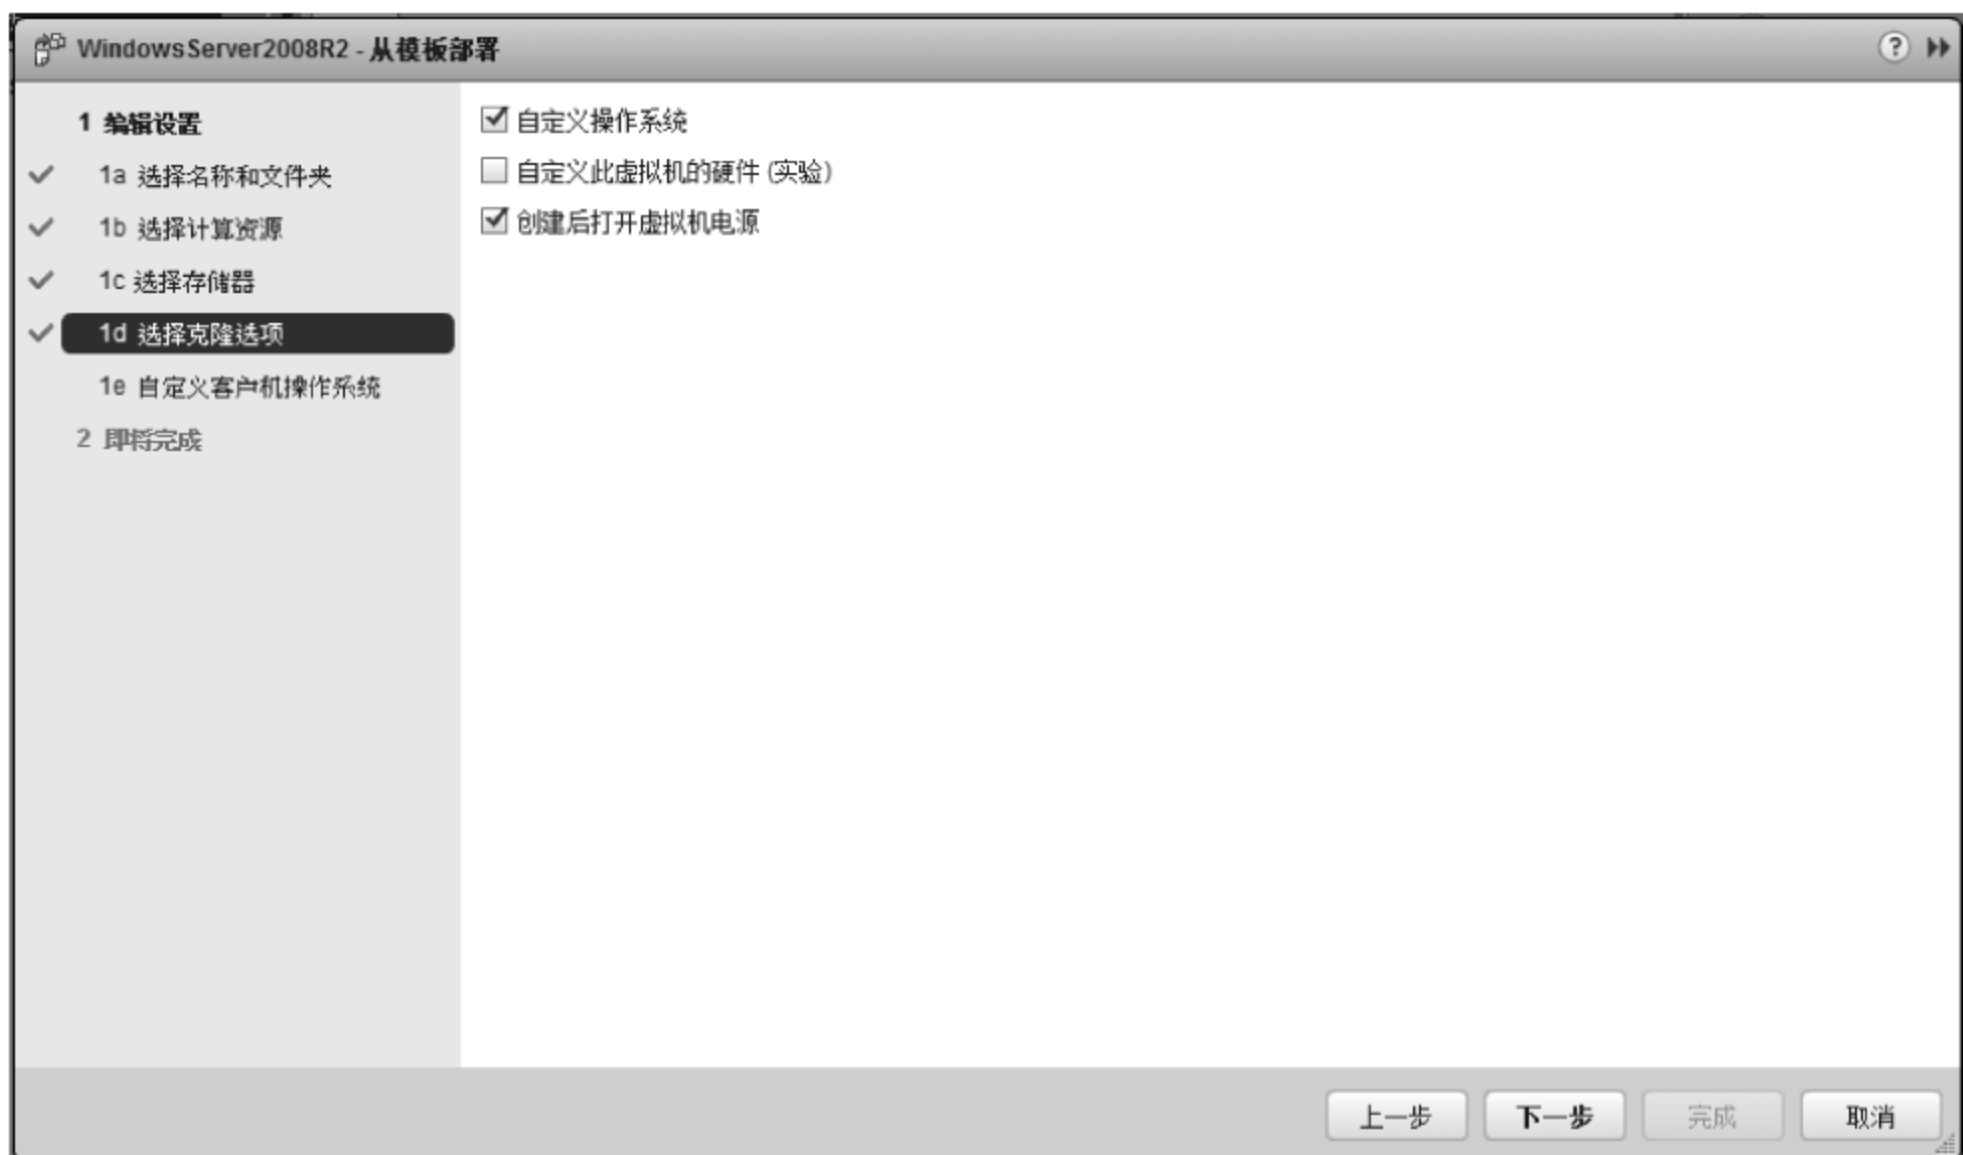 WindowsServer2008R2 - 从模板部署
1 编辑设置
1a 选择名称和文件夹
1b 选择计算资源
1c 选择存储器
1d 选择克隆选项
1e 自定义客户机操作系统
2 即将完成
自定义操作系统
自定义此虚拟机的硬件 (实验)
创建后打开虚拟机电源
上一步
下一步
完成
取消